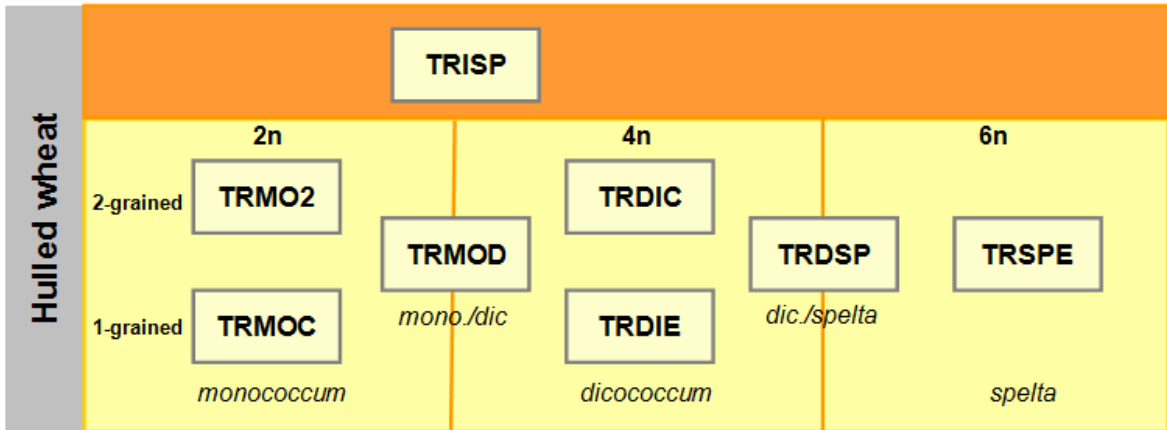 Hulled wheat
TRISP
2n 4n 6n
2-grained TRMO2 TRDIC
TRMOD TRDSP TRSPE
mono./dic dic./spelta
1-grained TRMOC TRDIE
monococcum dicococcum spelta